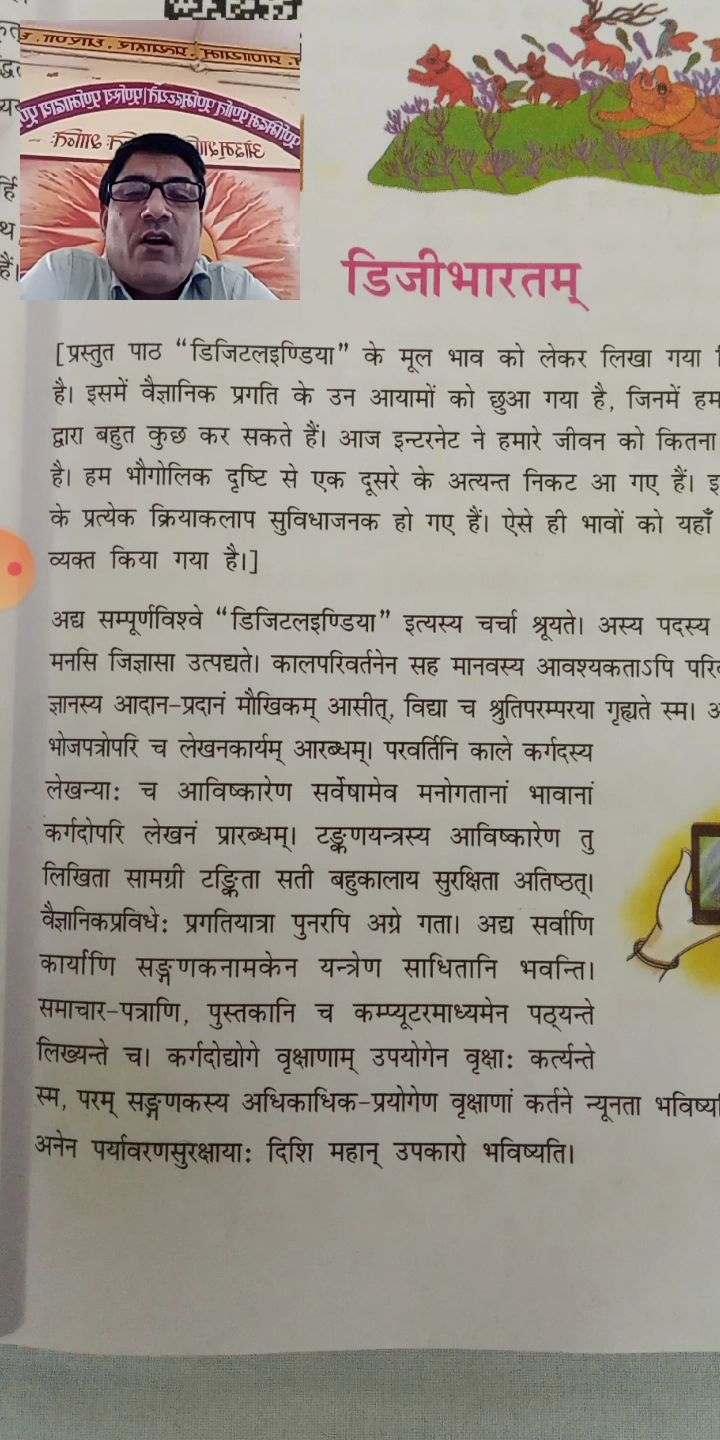 डिजीभारतम्
[प्रस्तुत पाठ “डिजिटलइण्डिया” के मूल भाव को लेकर लिखा गया
है। इसमें वैज्ञानिक प्रगति के उन आयामों को छुआ गया है, जिनमें हम
द्वारा बहुत कुछ कर सकते हैं। आज इन्टरनेट ने हमारे जीवन को कितना
है। हम भौगोलिक दृष्टि से एक दूसरे के अत्यन्त निकट आ गए हैं।
के प्रत्येक क्रियाकलाप सुविधाजनक हो गए हैं। ऐसे ही भावों को यहाँ
व्यक्त किया गया है।]
अद्य सम्पूर्णविश्वे “डिजिटलइण्डिया” इत्यस्य चर्चा श्रूयते। अस्य पदस्य
मनसि जिज्ञासा उत्पद्यते। कालपरिवर्तनेन सह मानवस्य आवश्यकताऽपि
ज्ञानस्य आदान-प्रदानं मौखिकम् आसीत्, विद्या च श्रुतिपरम्परया गृह्यते स्म।
भोजपत्रोपरि च लेखनकार्यम् आरब्धम्। परवर्तिनि काले कर्गदस्य
लेखन्याः च आविष्कारेण सर्वेषामेव मनोगतानां भावानां
कर्गदोपरि लेखनं प्रारब्धम्। टङ्कणयन्त्रस्य आविष्कारेण तु
लिखिता सामग्री टङ्किता सती बहुकालाय सुरक्षिता अतिष्ठत्।
वैज्ञानिकप्रविधेः प्रगतियात्रा पुनरपि अग्रे गता। अद्य सर्वाणि
कार्याणि सङ्गणकनामकेन यन्त्रेण साधितानि भवन्ति।
समाचार-पत्राणि, पुस्तकानि च कम्प्यूटरमाध्यमेन पठ्यन्ते
लिख्यन्ते च। कर्गदोद्योगे वृक्षाणाम् उपयोगेन वृक्षाः कर्त्यन्ते
स्म, परम् सङ्गणकस्य अधिकाधिक-प्रयोगेण वृक्षाणां कर्तने न्यूनता
अनेन पर्यावरणसुरक्षायाः दिशि महान् उपकारो भविष्यति।